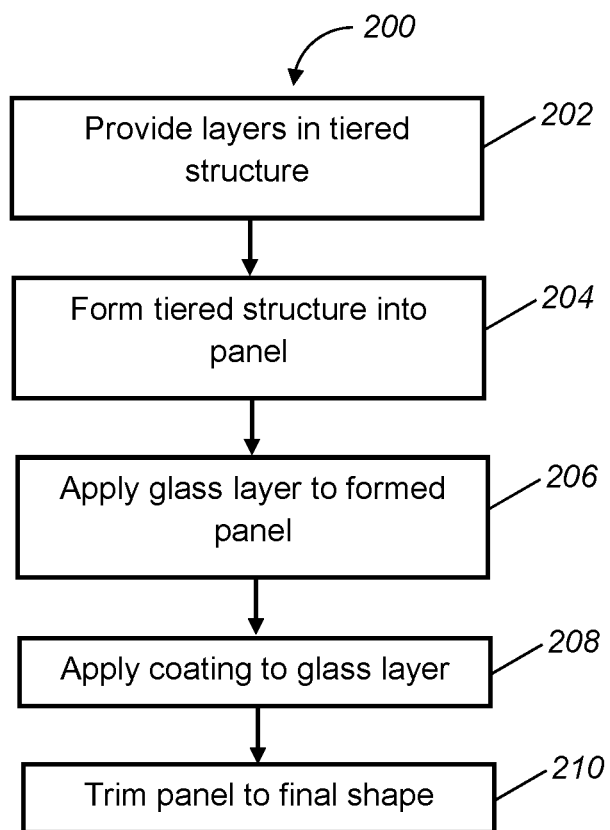 200
Provide layers in tiered
structure
202
Form tiered structure into
panel
204
Apply glass layer to formed
panel
206
Apply coating to glass layer
208
Trim panel to final shape
210